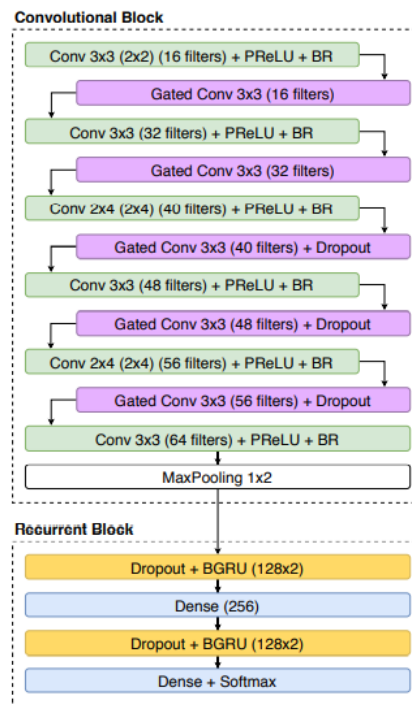 Convolutional Block
Conv 3x3 (2x2) (16 filters) + PReLU + BR
Gated Conv 3x3 (16 filters)
Conv 3x3 (32 filters) + PReLU + BR
Gated Conv 3x3 (32 filters)
Conv 2x4 (2x4) (40 filters) + PReLU + BR
Gated Conv 3x3 (40 filters) + Dropout
Conv 3x3 (48 filters) + PReLU + BR
Gated Conv 3x3 (48 filters) + Dropout
Conv 2x4 (2x4) (56 filters) + PReLU + BR
Gated Conv 3x3 (56 filters) + Dropout
Conv 3x3 (64 filters) + PReLU + BR
MaxPooling 1x2
Recurrent Block
Dropout + BGRU (128x2)
Dense (256)
Dropout + BGRU (128x2)
Dense + Softmax